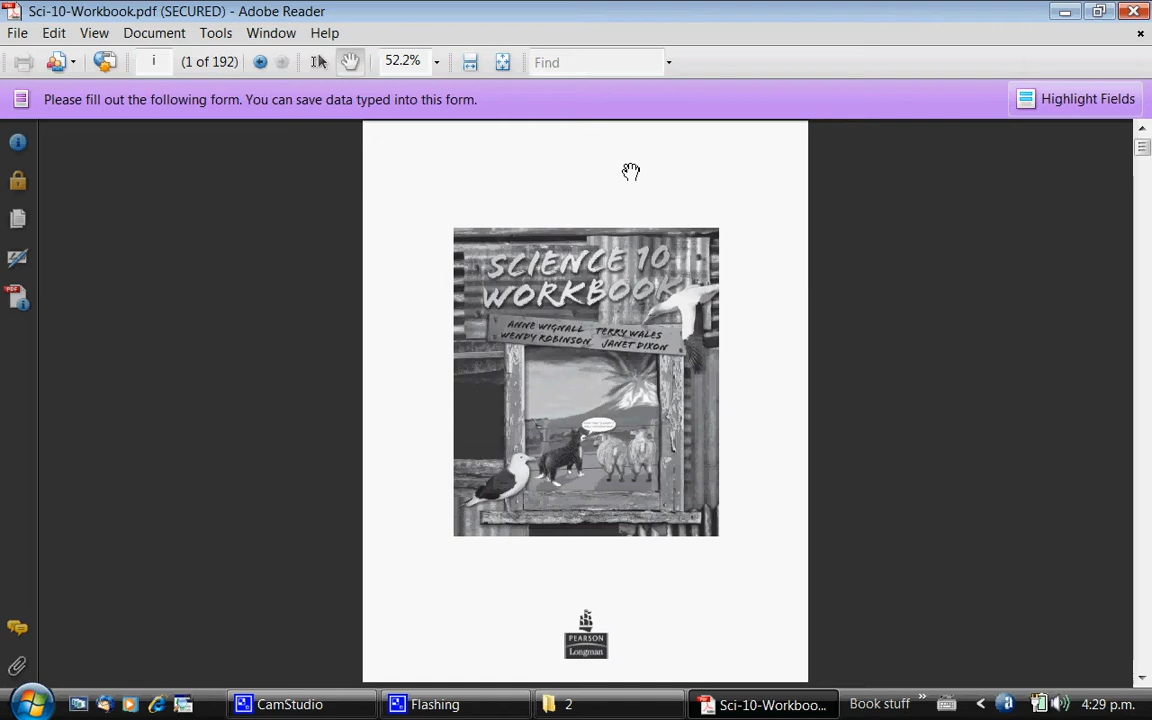 Sci-10-Workbook.pdf (SECURED) - Adobe Reader
File Edit View Document Tools Window Help
i (1 of 192) 52.2% Find
Please fill out the following form. You can save data typed into this form.
Highlight Fields
SCIENCE 10
WORKBOOK
ANNE WIGNALL TERRY WALES
WENDY ROBINSON JANET DIXON
PEARSON
Longman
CamStudio Flashing 2 Sci-10-Workboo... Book stuff 4:29 p.m.